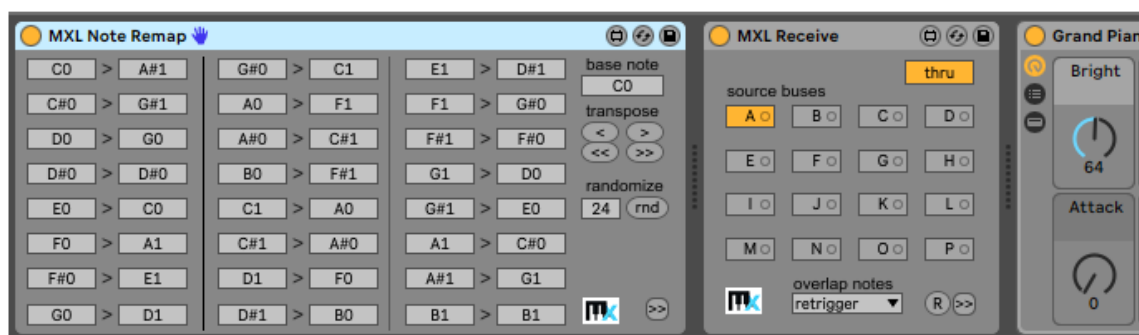 MXL Note Remap
C0 > A#1
C#0 > G#1
D0 > G0
D#0 > D#0
E0 > C0
F0 > A1
F#0 > E1
G0 > D1
G#0 > C1
A0 > F1
A#0 > C#1
B0 > F#1
C1 > A0
C#1 > A#0
D1 > F0
D#1 > B0
E1 > D#1
F1 > G#0
F#1 > F#0
G1 > D0
G#1 > E0
A1 > C#0
A#1 > G1
B1 > B1
base note
C0
transpose
< >
<< >>
randomize
24 rnd
mx >>
MXL Receive
thru
source buses
A B C D
E F G H
I J K L
M N O P
overlap notes
mx retrigger R >>
Grand Pian
Bright
64
Attack
0